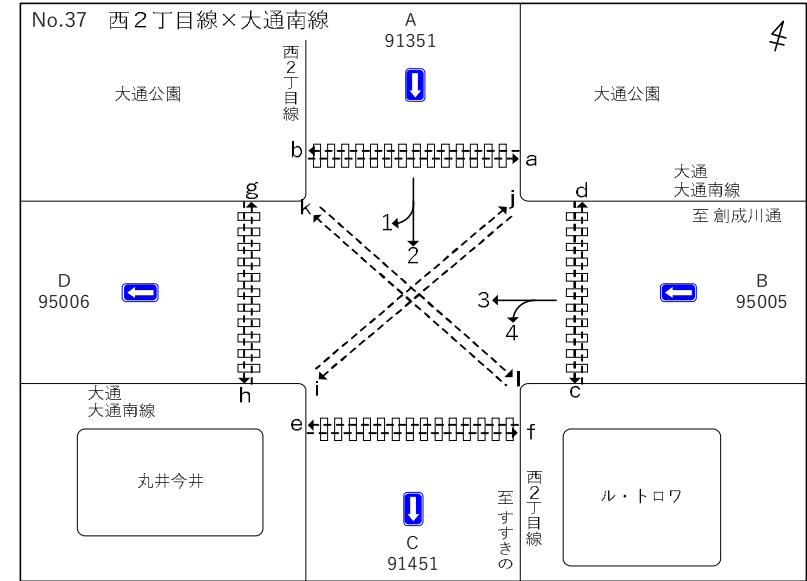 No.37 西２丁目線×大通南線
A
91351
西２丁目線
大通公園
大通公園
b
a
大通
大通南線
g
d
k
j
至 創成川通
1
2
D
95006
3
4
B
95005
大通
大通南線
h
i
l
c
e
f
丸井今井
至 すすきの
西２丁目線
ル・トロワ
C
91451